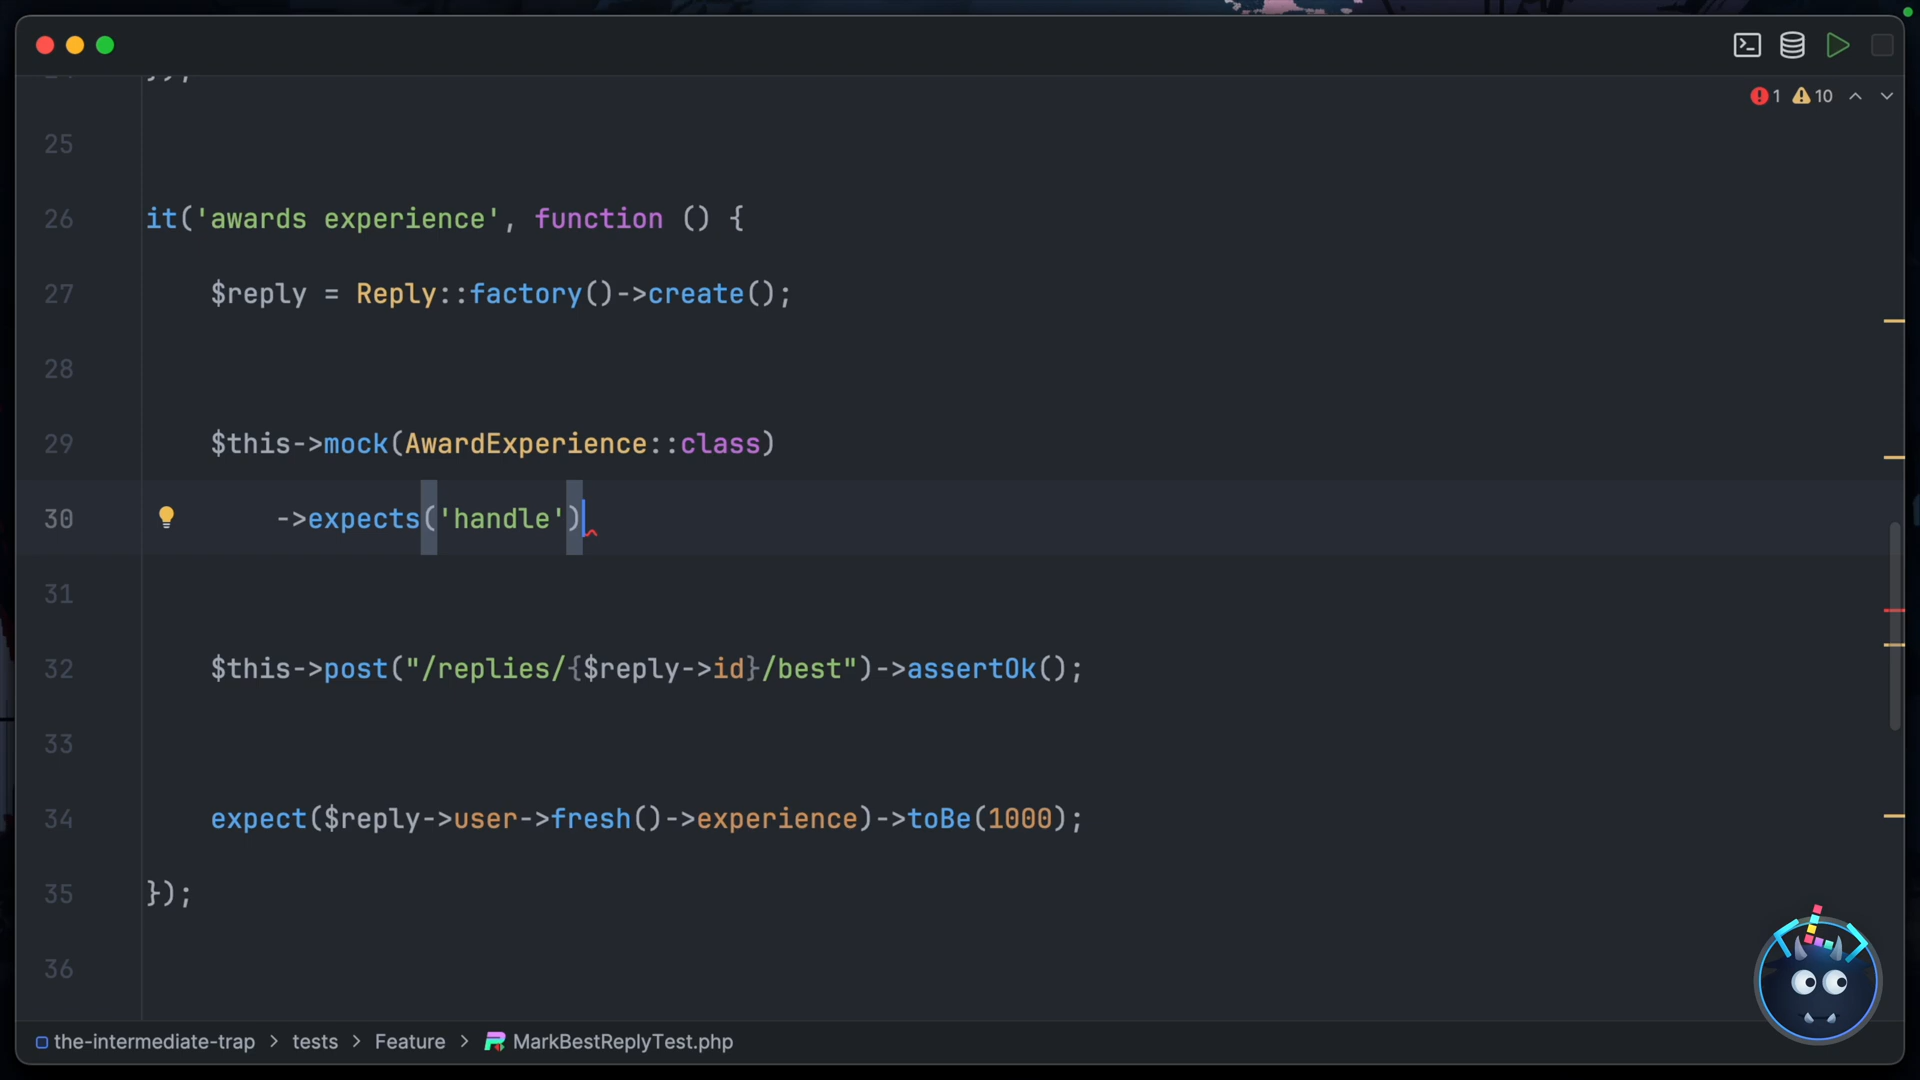 1 10
25
26 it('awards experience', function () {
27 $reply = Reply::factory()->create();
28
29 $this->mock(AwardExperience::class)
30 ->expects('handle')
31
32 $this->post("/replies/{$reply->id}/best")->assertOk();
33
34 expect($reply->user->fresh()->experience)->toBe(1000);
35 });
36
the-intermediate-trap > tests > Feature > MarkBestReplyTest.php